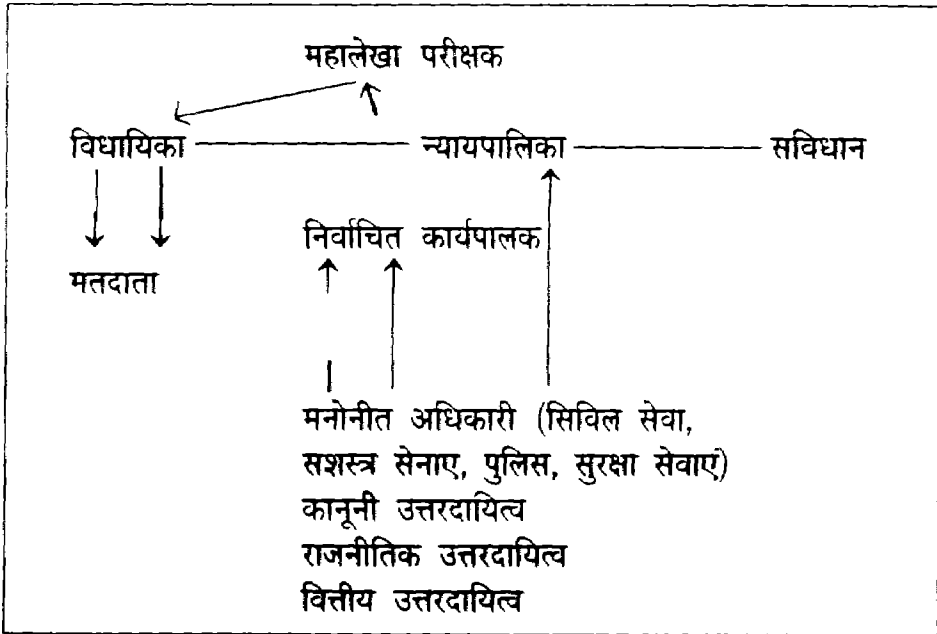 महालेखा परीक्षक
विधायिका न्यायपालिका सविधान
निर्वाचित कार्यपालक
मतदाता
मनोनीत अधिकारी (सिविल सेवा,
सशस्त्र सेनाए, पुलिस, सुरक्षा सेवाएं)
कानूनी उत्तरदायित्व
राजनीतिक उत्तरदायित्व
वित्तीय उत्तरदायित्व